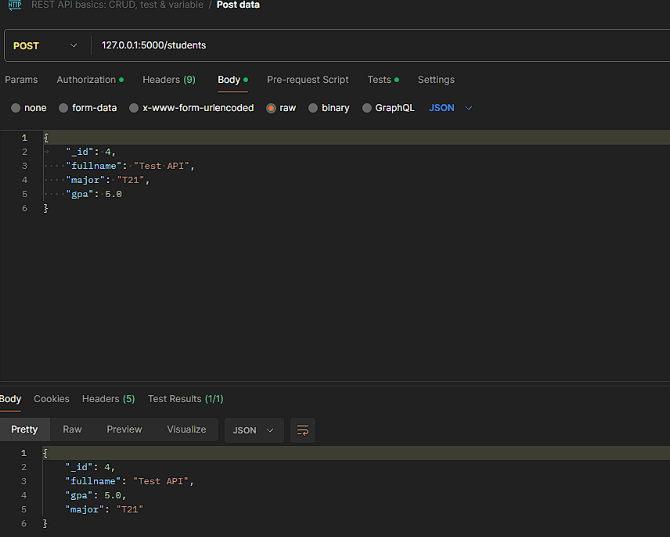 HTTP REST API basics: CRUD, test & variable / Post data
POST 127.0.0.1:5000/students
Params Authorization Headers (9) Body Pre-request Script Tests Settings
none form-data x-www-form-urlencoded raw binary GraphQL JSON
1 {
2 "_id": 4,
3 "fullname": "Test API",
4 "major": "T21",
5 "gpa": 5.0
6 }
Body Cookies Headers (5) Test Results (1/1)
Pretty Raw Preview Visualize JSON
1 {
2 "_id": 4,
3 "fullname": "Test API",
4 "gpa": 5.0,
5 "major": "T21"
6 }